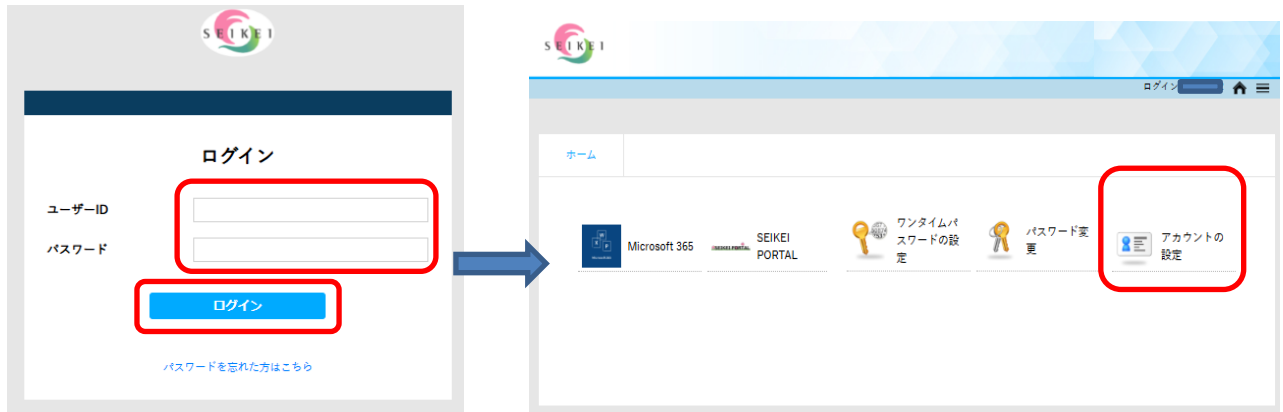 SEIKEI
ログイン
ユーザーID
パスワード
ログイン
パスワードを忘れた方はこちら
SEIKEI
ログイン
ホーム
Microsoft 365
SEIKEI PORTAL
SEIKEI
PORTAL
ワンタイムパ
スワードの設
定
パスワード変
更
アカウントの
設定